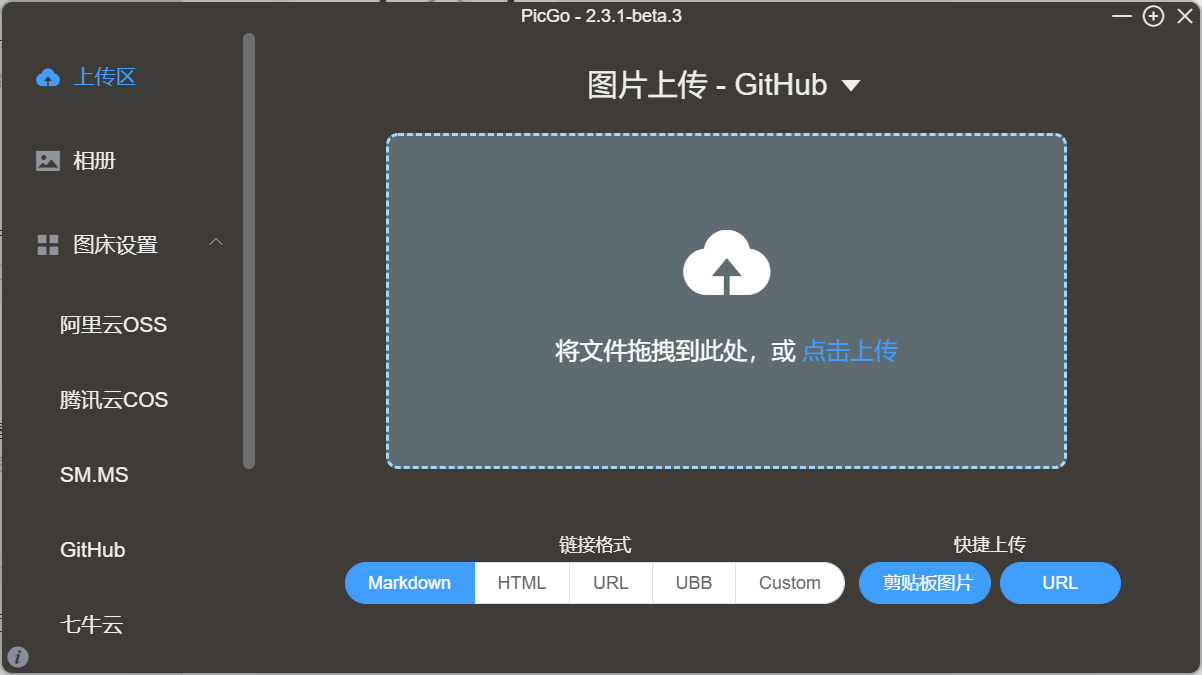 PicGo - 2.3.1-beta.3
上传区
相册
图床设置
阿里云OSS
腾讯云COS
SM.MS
GitHub
七牛云
图片上传 - GitHub
将文件拖拽到此处，或 点击上传
链接格式
Markdown HTML URL UBB Custom
快捷上传
剪贴板图片 URL